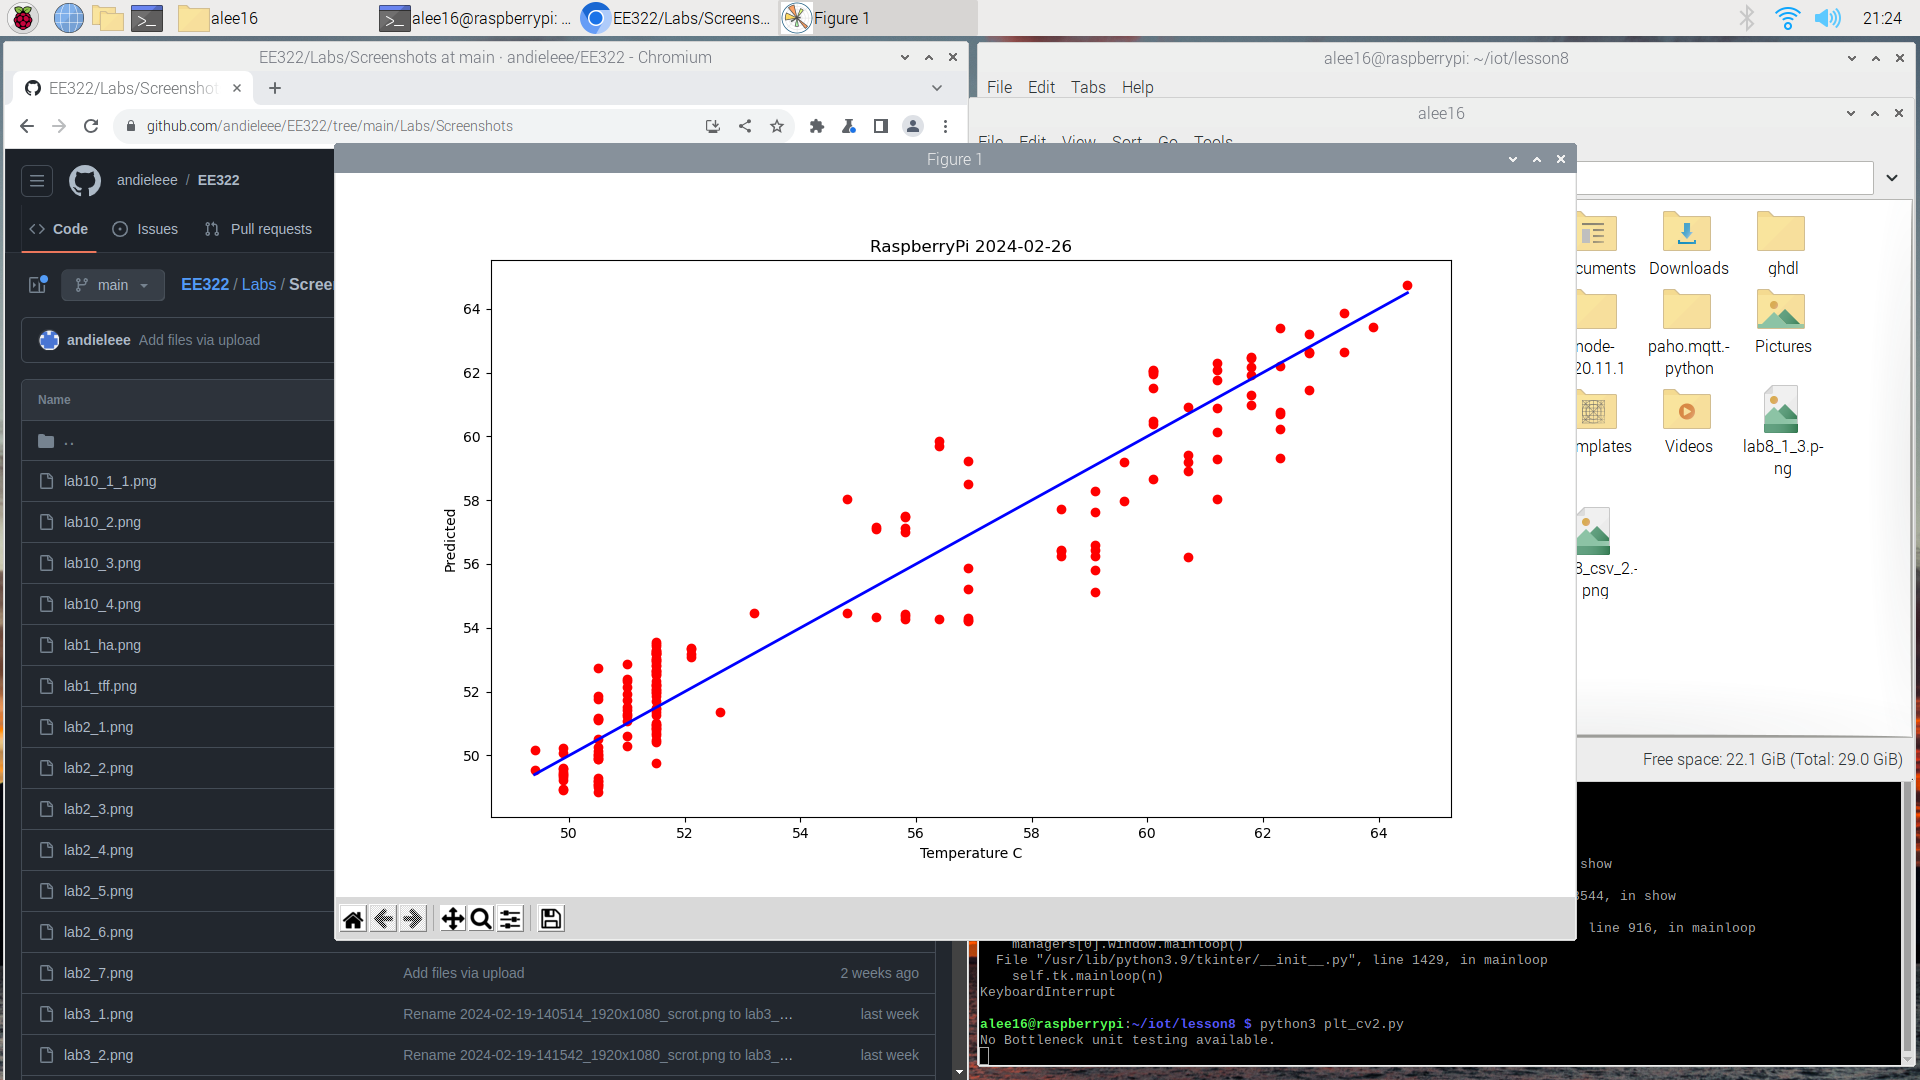 alee16
alee16@raspberrypi: ...
EE322/Labs/Screens...
Figure 1
21:24
EE322/Labs/Screenshots at main · andieleee/EE322 - Chromium
EE322/Labs/Screenshot
github.com/andieleee/EE322/tree/main/Labs/Screenshots
andieleee / EE322
Code
Issues
Pull requests
main
EE322 / Labs / Scree
andieleee Add files via upload
Name
..
lab10_1_1.png
lab10_2.png
lab10_3.png
lab10_4.png
lab1_ha.png
lab1_tff.png
lab2_1.png
lab2_2.png
lab2_3.png
lab2_4.png
lab2_5.png
lab2_6.png
lab2_7.png Add files via upload 2 weeks ago
lab3_1.png Rename 2024-02-19-140514_1920x1080_scrot.png to lab3_... last week
lab3_2.png Rename 2024-02-19-141542_1920x1080_scrot.png to lab3_... last week
alee16@raspberrypi: ~/iot/lesson8
File Edit Tabs Help
alee16
File Edit View Sort Go Tools
Figure 1
RaspberryPi 2024-02-26
Predicted
64
62
60
58
56
54
52
50
50 52 54 56 58 60 62 64
Temperature C
cuments
Downloads
ghdl
node-
20.11.1
paho.mqtt.-
python
Pictures
mplates
Videos
lab8_1_3.p-
ng
8_csv_2.-
png
Free space: 22.1 GiB (Total: 29.0 GiB)
show
3544, in show
line 916, in mainloop
managers[0].window.mainloop()
File "/usr/lib/python3.9/tkinter/__init__.py", line 1429, in mainloop
self.tk.mainloop(n)
KeyboardInterrupt
alee16@raspberrypi:~/iot/lesson8 $ python3 plt_cv2.py
No Bottleneck unit testing available.